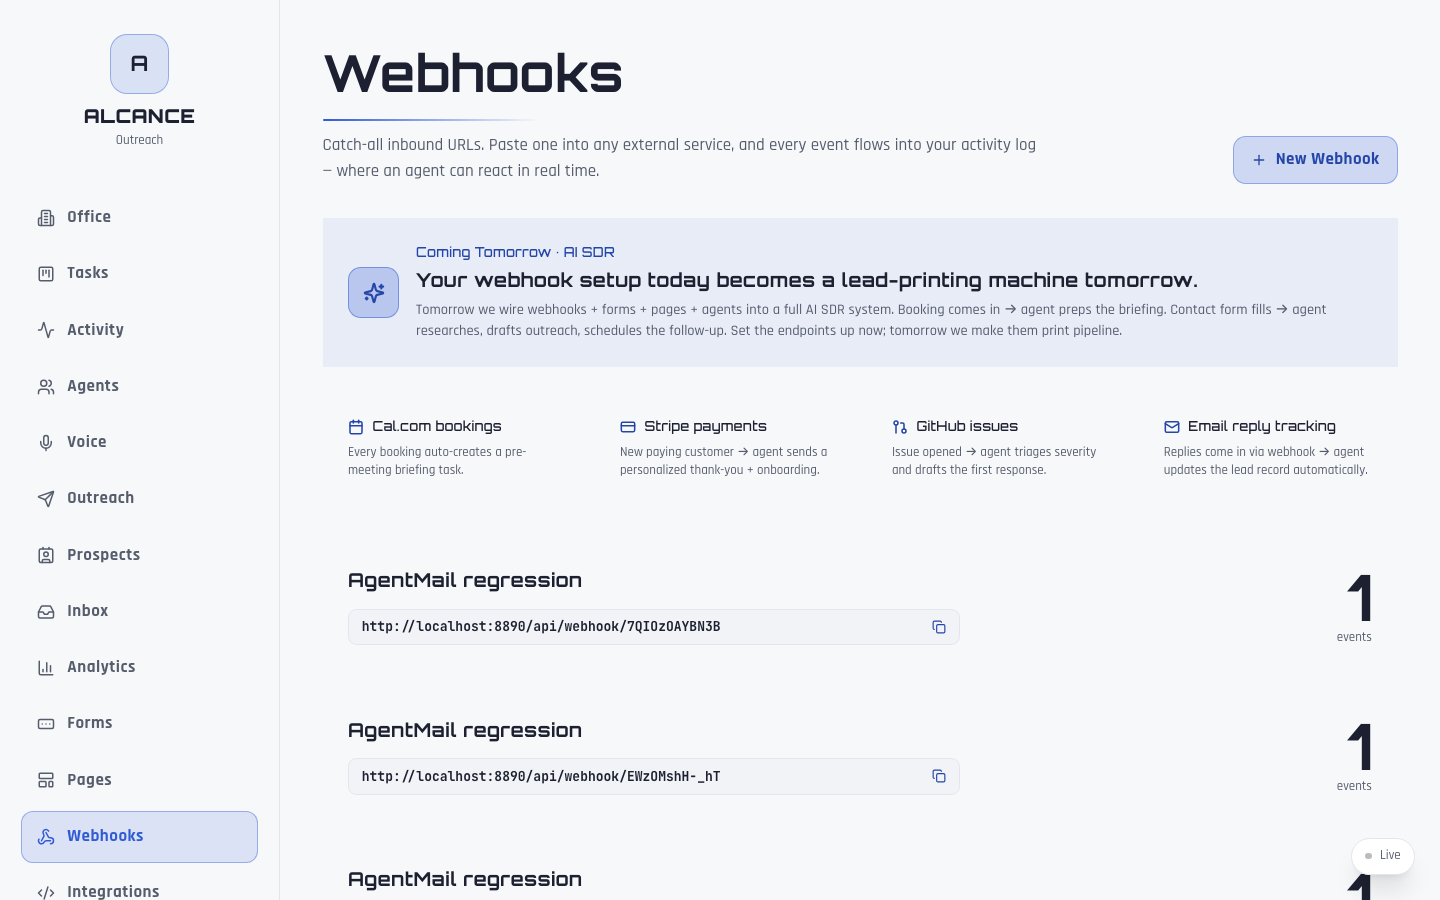 A
ALCANCE
Outreach
Office
Tasks
Activity
Agents
Voice
Outreach
Prospects
Inbox
Analytics
Forms
Pages
Webhooks
Integrations
Webhooks
Catch-all inbound URLs. Paste one into any external service, and every event flows into your activity log
— where an agent can react in real time.
New Webhook
Coming Tomorrow · AI SDR
Your webhook setup today becomes a lead-printing machine tomorrow.
Tomorrow we wire webhooks + forms + pages + agents into a full AI SDR system. Booking comes in → agent preps the briefing. Contact form fills → agent
researches, drafts outreach, schedules the follow-up. Set the endpoints up now; tomorrow we make them print pipeline.
Cal.com bookings
Every booking auto-creates a pre-
meeting briefing task.
Stripe payments
New paying customer → agent sends a
personalized thank-you + onboarding.
GitHub issues
Issue opened → agent triages severity
and drafts the first response.
Email reply tracking
Replies come in via webhook → agent
updates the lead record automatically.
AgentMail regression
http://localhost:8890/api/webhook/7QIOzOAYBN3B
1
events
AgentMail regression
http://localhost:8890/api/webhook/EWzOMshH-_hT
1
events
AgentMail regression
1
Live